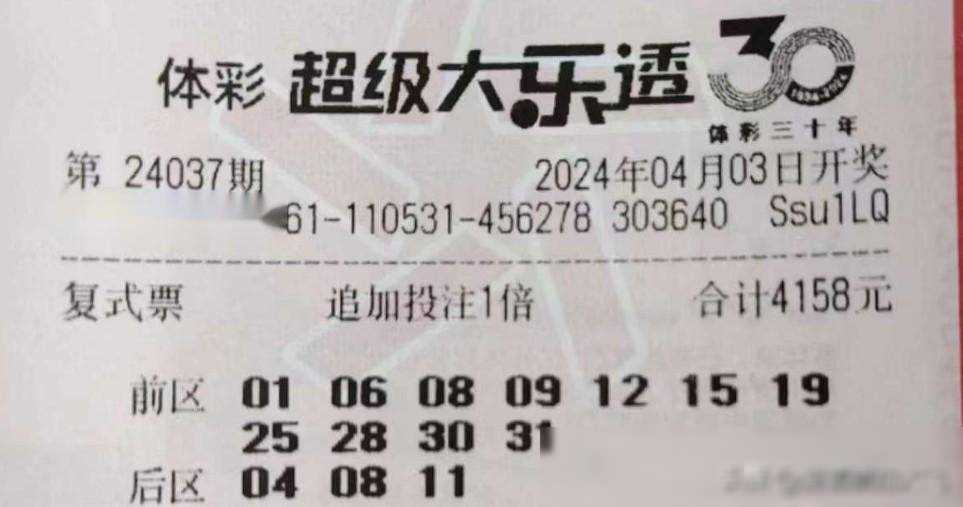 体彩 超级大乐透 30
体彩三十年
第 24037期 2024年04月03日开奖
61-110531-456278 303640 Ssu1LQ
复式票 追加投注1倍 合计4158元
前区 01 06 08 09 12 15 19
25 28 30 31
后区 04 08 11